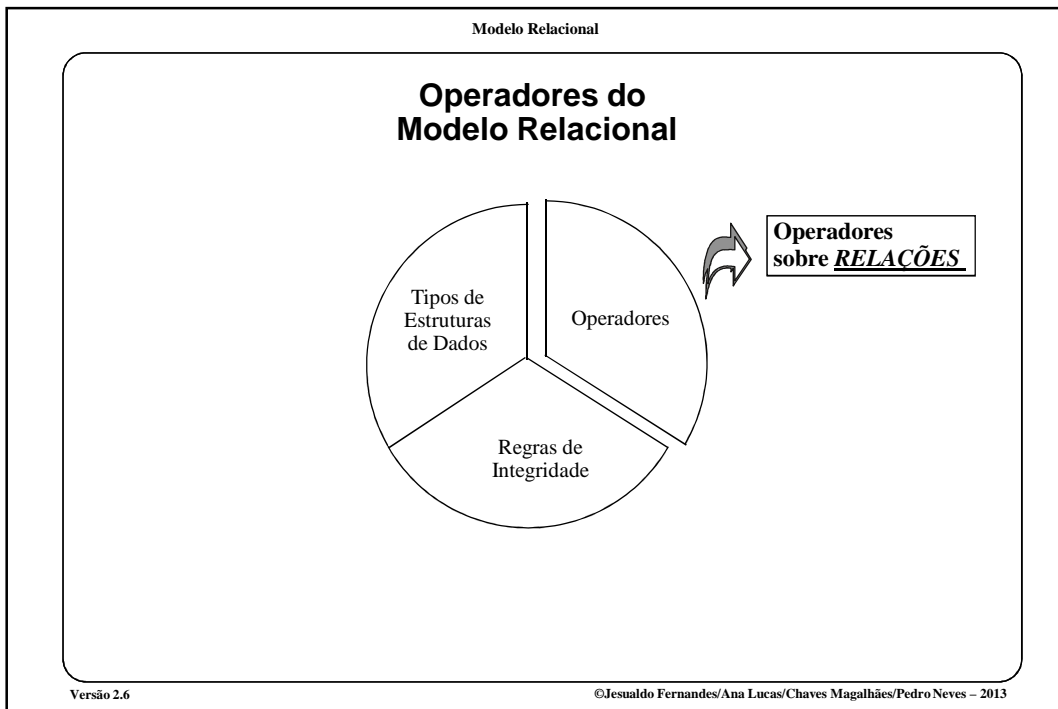 Modelo Relacional
Operadores do
Modelo Relacional
Operadores
sobre RELAÇÕES
Tipos de
Estruturas
de Dados
Operadores
Regras de
Integridade
Versão 2.6
©Jesualdo Fernandes/Ana Lucas/Chaves Magalhães/Pedro Neves – 2013